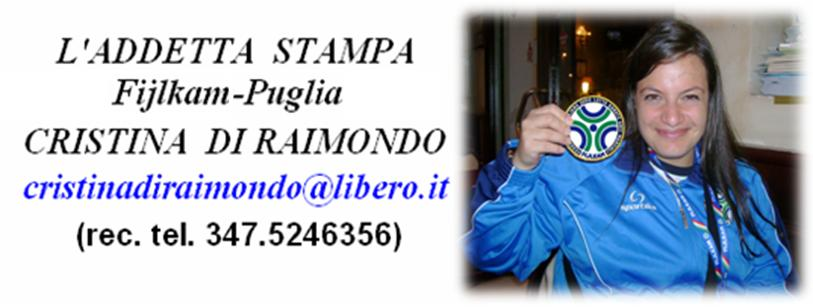 L'ADDETTA STAMPA
Fijlkam-Puglia
CRISTINA DI RAIMONDO
cristinadiraimondo@libero.it
(rec. tel. 347.5246356)